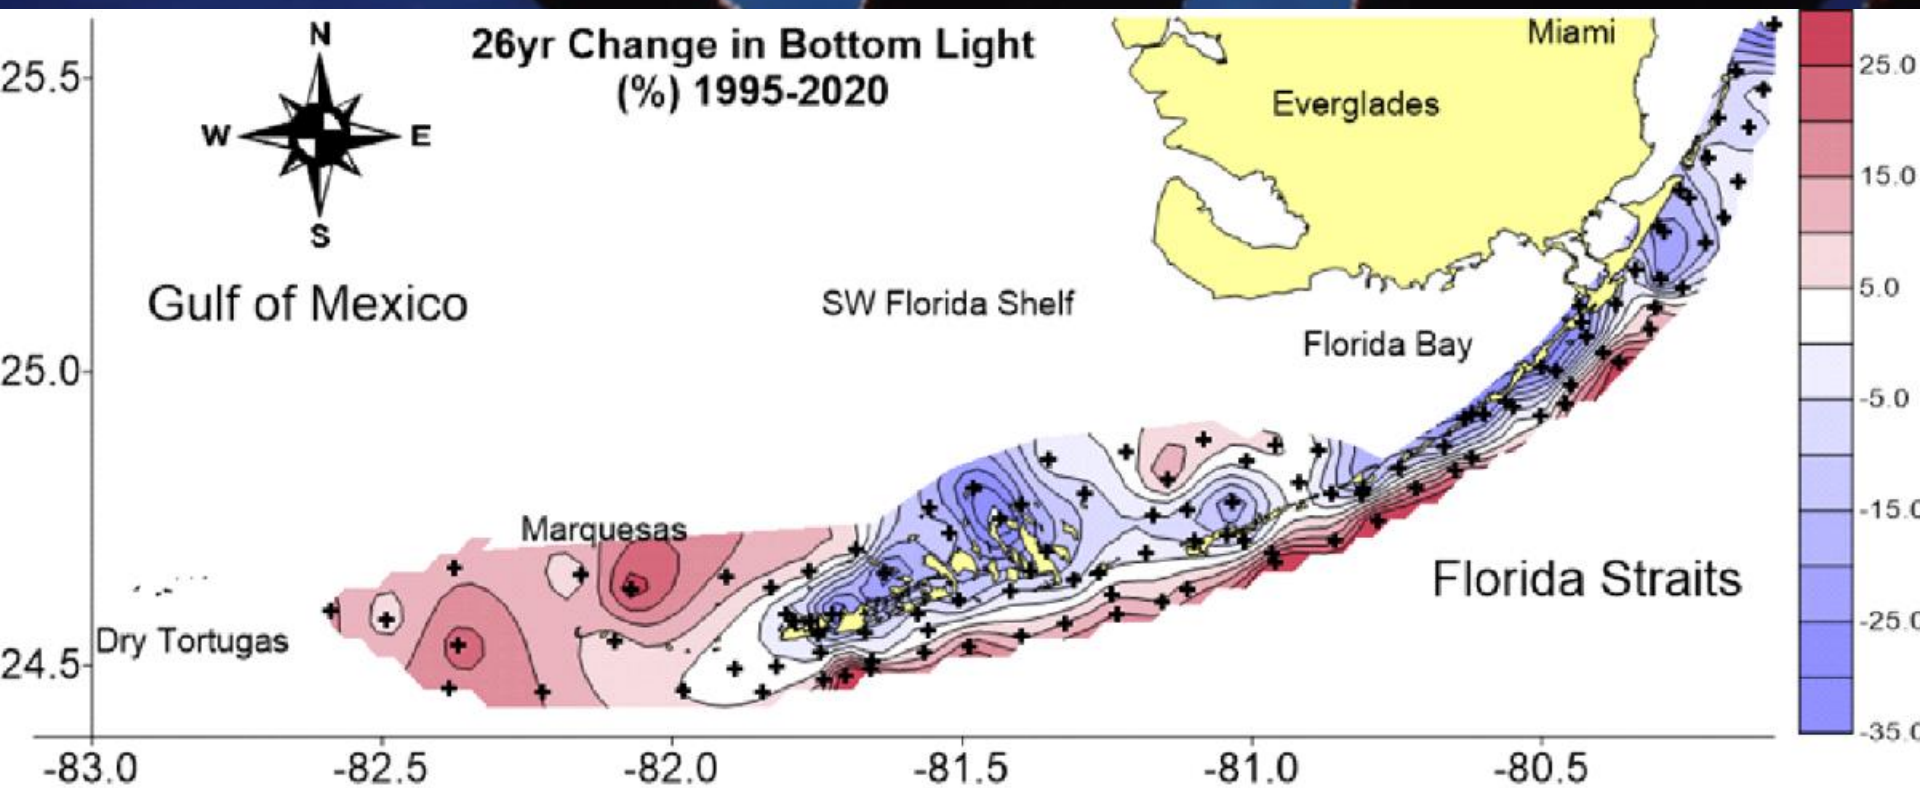 26yr Change in Bottom Light
(%) 1995-2020
N
W
E
S
Miami
Everglades
Gulf of Mexico
SW Florida Shelf
Florida Bay
Marquesas
Dry Tortugas
Florida Straits
25.5
25.0
24.5
-83.0
-82.5
-82.0
-81.5
-81.0
-80.5
25.0
15.0
5.0
-5.0
-15.0
-25.0
-35.0